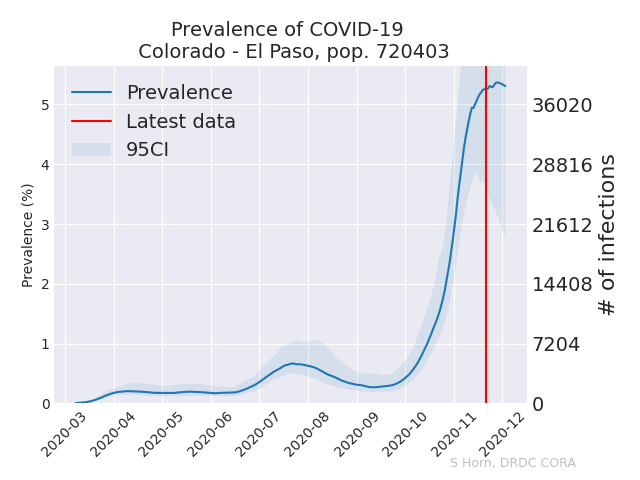 Prevalence of COVID-19
Colorado - El Paso, pop. 720403
Prevalence
Latest data
95CI
Prevalence (%)
5
4
3
2
1
0
36020
28816
21612
14408
7204
0
# of infections
2020-03
2020-04
2020-05
2020-06
2020-07
2020-08
2020-09
2020-10
2020-11
2020-12
S Horn, DRDC CORA